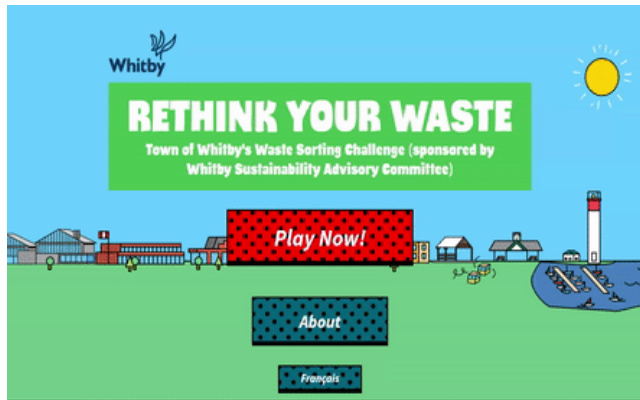 Whitby
RETHINK YOUR WASTE
Town of Whitby's Waste Sorting Challenge (sponsored by
Whitby Sustainability Advisory Committee)
Play Now!
About
Français